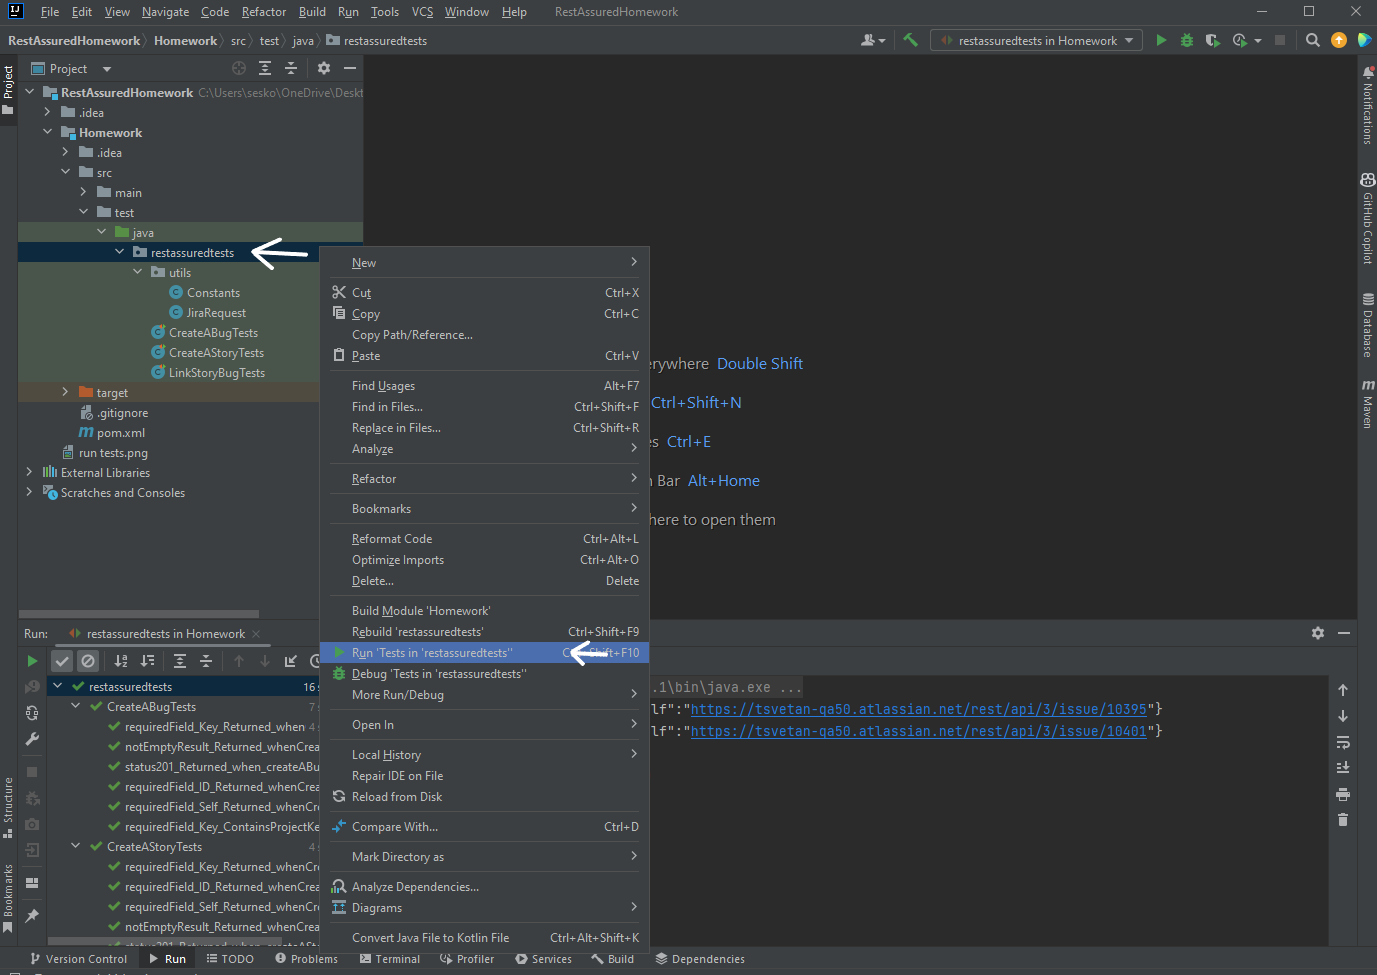 File Edit View Navigate Code Refactor Build Run Tools VCS Window Help RestAssuredHomework
RestAssuredHomework Homework src test java restassuredtests
restassuredtests in Homework
Project
RestAssuredHomework C:\Users\sesko\OneDrive\Deskt
.idea
Homework
.idea
src
main
test
java
restassuredtests
utils
Constants
JiraRequest
CreateABugTests
CreateAStoryTests
LinkStoryBugTests
target
.gitignore
pom.xml
run tests.png
External Libraries
Scratches and Consoles
New
Cut Ctrl+X
Copy Ctrl+C
Copy Path/Reference...
Paste Ctrl+V
Find Usages Alt+F7
Find in Files... Ctrl+Shift+F
Replace in Files... Ctrl+Shift+R
Analyze
Refactor
Bookmarks
Reformat Code Ctrl+Alt+L
Optimize Imports Ctrl+Alt+O
Delete... Delete
Build Module 'Homework'
Rebuild 'restassuredtests' Ctrl+Shift+F9
Run 'Tests in 'restassuredtests'' Ctrl+Shift+F10
Debug 'Tests in 'restassuredtests''
More Run/Debug
Open In
Local History
Repair IDE on File
Reload from Disk
Compare With... Ctrl+D
Mark Directory as
Analyze Dependencies...
Diagrams
Convert Java File to Kotlin File Ctrl+Alt+Shift+K
erywhere Double Shift
Ctrl+Shift+N
es Ctrl+E
n Bar Alt+Home
here to open them
Run: restassuredtests in Homework
restassuredtests 16 s
CreateABugTests 7 s
requiredField_Key_Returned_when 4 s
notEmptyResult_Returned_whenCrea
status201_Returned_when_createABu
requiredField_ID_Returned_whenCre
requiredField_Self_Returned_whenCr
requiredField_Key_ContainsProjectKe
CreateAStoryTests 4 s
requiredField_Key_Returned_whenCr
requiredField_ID_Returned_whenCrea
requiredField_Self_Returned_whenCr
notEmptyResult_Returned_whenCrea
status201_Returned_when_createASt
.1\bin\java.exe ...
lf":"https://tsvetan-qa50.atlassian.net/rest/api/3/issue/10395"}
lf":"https://tsvetan-qa50.atlassian.net/rest/api/3/issue/10401"}
Project
Structure
Bookmarks
Notifications
GitHub Copilot
Database
m Maven
Version Control Run TODO Problems Terminal Profiler Services Build Dependencies